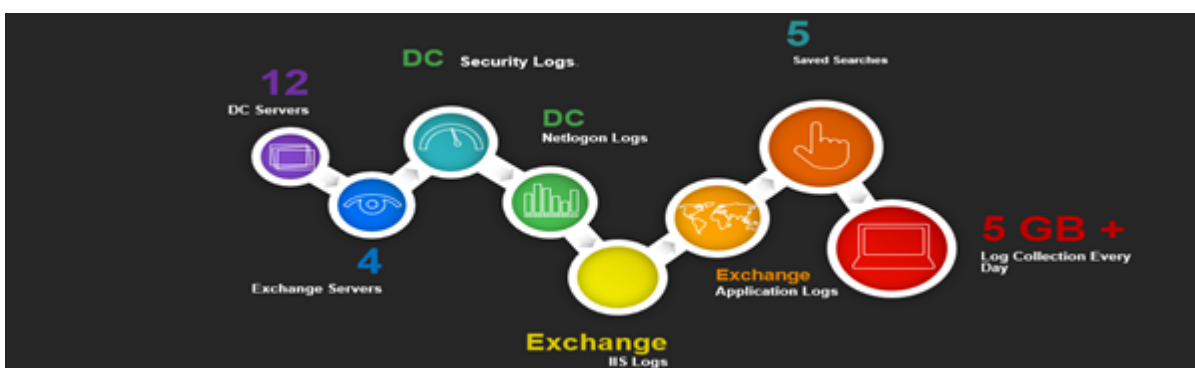 12
DC Servers
4
Exchange Servers
DC Security Logs.
DC
Netlogon Logs
Exchange
IIS Logs
Exchange
Application Logs
5
Saved Searches
5 GB +
Log Collection Every
Day